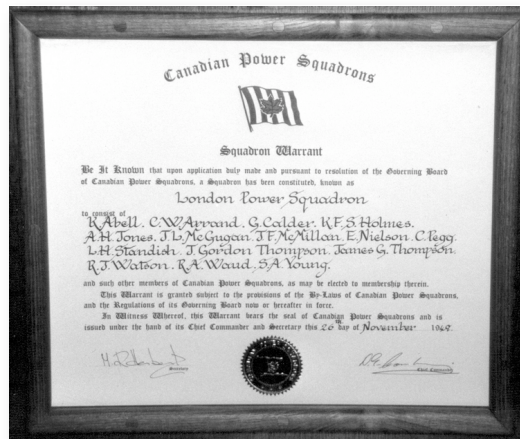 Canadian Power Squadrons
Squadron Warrant
Be It Known that upon application duly made and pursuant to resolution of the Governing Board
of Canadian Power Squadrons, a Squadron has been constituted, known as
London Power Squadron
to consist of
K. Abell. C. W. Arrand. G. Calder. K. F. S. Holmes.
A. H. Jones. J. L. McGugan. J. F. McMillan. E. Nielson. C. Pegg.
L. H. Standish. J. Gordon Thompson. James G. Thompson.
R. J. Watson. R. A. Waud. S. A. Young.
and such other members of Canadian Power Squadrons, as may be elected to membership therein.
This Warrant is granted subject to the provisions of the By-Laws of Canadian Power Squadrons,
and the Regulations of its Governing Board now or hereafter in force.
In Witness Whereof, this Warrant bears the seal of Canadian Power Squadrons and is
issued under the hand of its Chief Commander and Secretary this 26th day of November
Secretary
Chief Commander